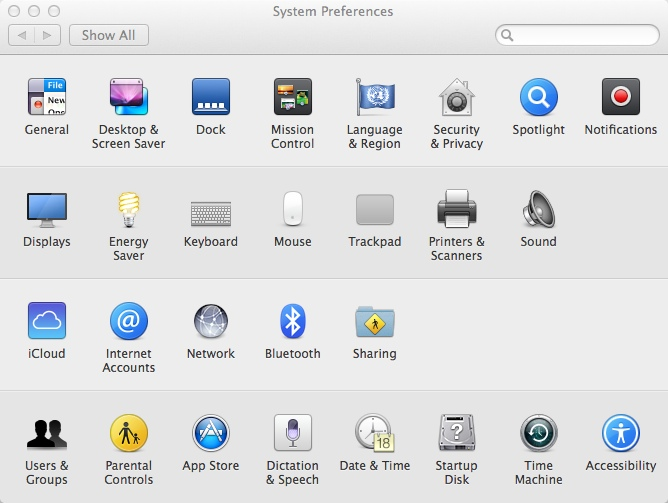 System Preferences
Show All
File
New
Ope
General
Desktop &
Screen Saver
Dock
Mission
Control
Language
& Region
Security
& Privacy
Spotlight
Notifications
Displays
Energy
Saver
Keyboard
Mouse
Trackpad
Printers &
Scanners
Sound
iCloud
@
Internet
Accounts
Network
Bluetooth
Sharing
Users &
Groups
Parental
Controls
App Store
Dictation
& Speech
18
Date & Time
?
Startup
Disk
Time
Machine
Accessibility